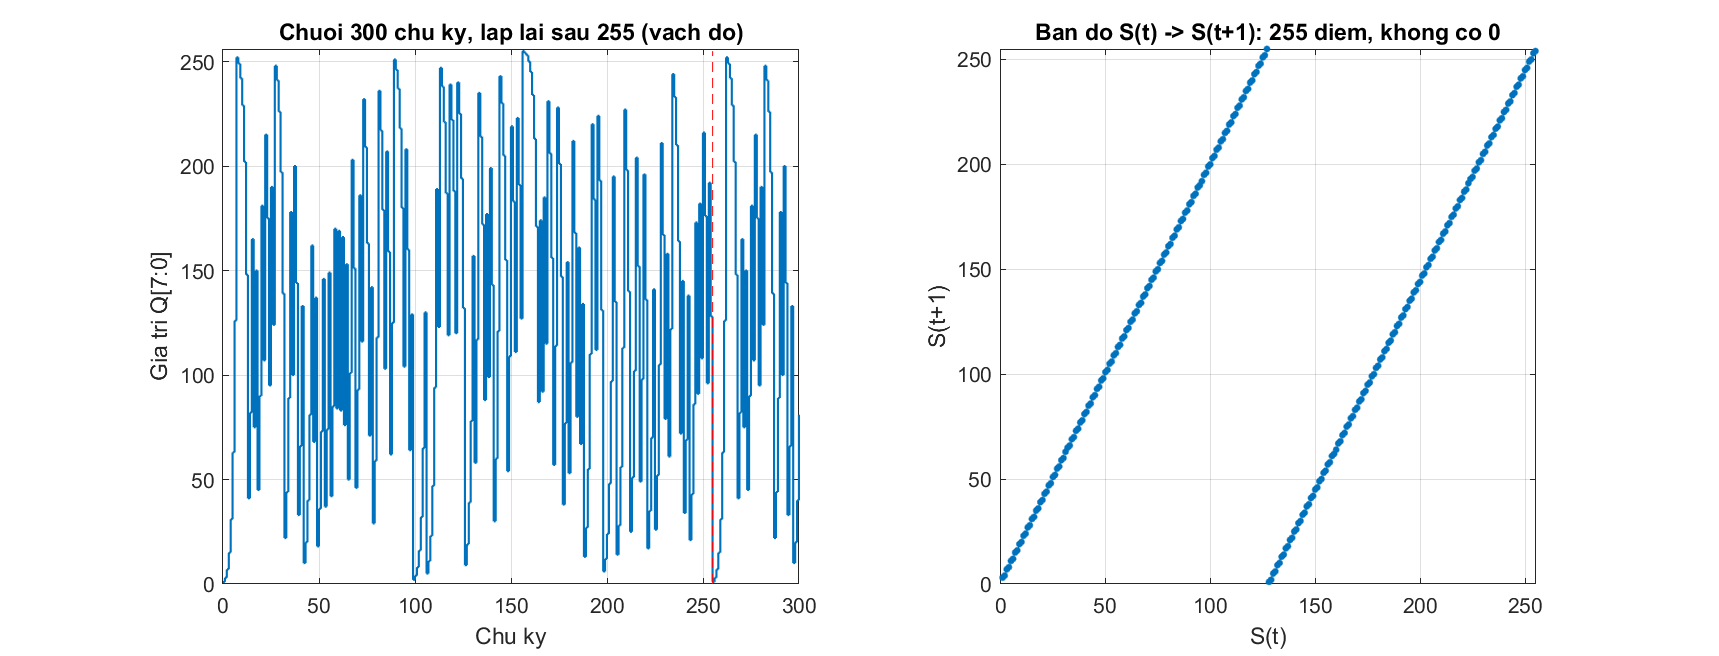 Chuoi 300 chu ky, lap lai sau 255 (vach do)
Gia tri Q[7:0]
250
200
150
100
50
0
0 50 100 150 200 250 300
Chu ky
Ban do S(t) -> S(t+1): 255 diem, khong co 0
S(t+1)
250
200
150
100
50
0
0 50 100 150 200 250
S(t)